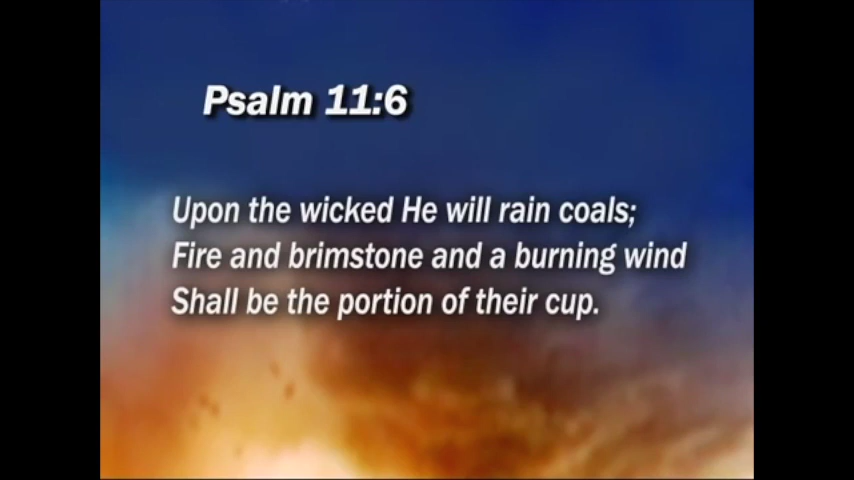 Psalm 11:6
Upon the wicked He will rain coals;
Fire and brimstone and a burning wind
Shall be the portion of their cup.